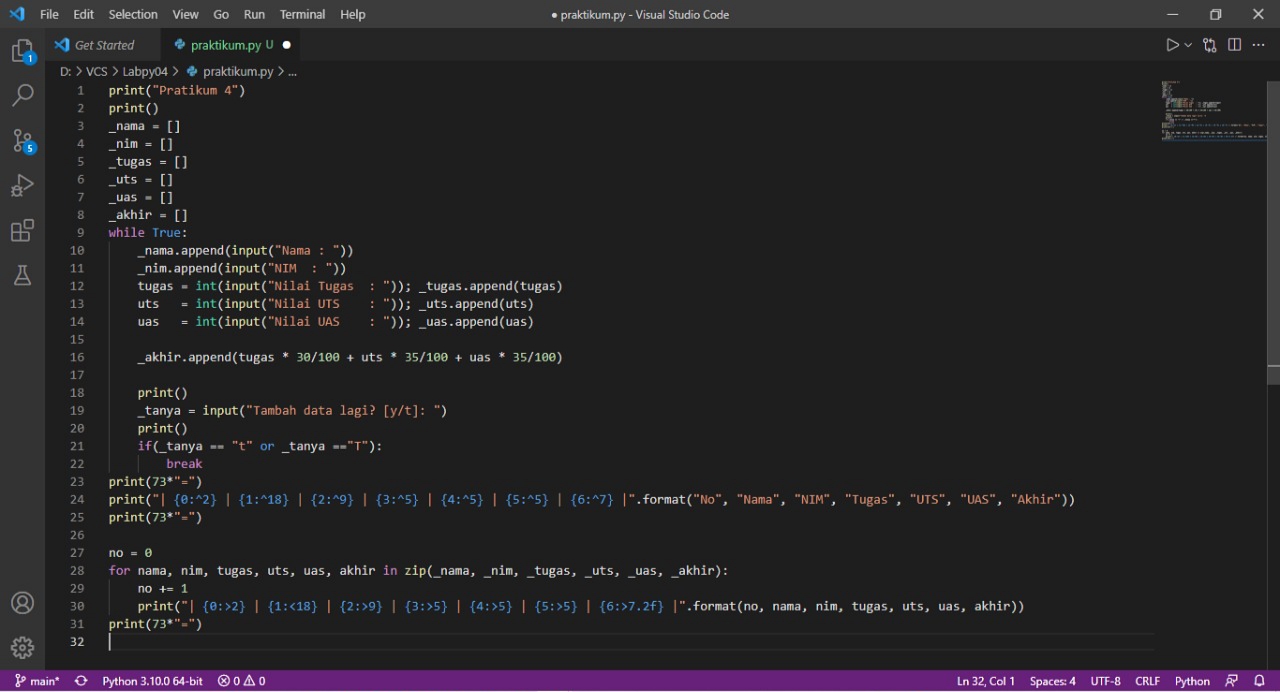 File Edit Selection View Go Run Terminal Help ● praktikum.py - Visual Studio Code
Get Started praktikum.py U ●
D: > VCS > Labpy04 > praktikum.py > ...
1 print("Pratikum 4")
2 print()
3 _nama = []
4 _nim = []
5 _tugas = []
6 _uts = []
7 _uas = []
8 _akhir = []
9 while True:
10     _nama.append(input("Nama : "))
11     _nim.append(input("NIM  : "))
12     tugas = int(input("Nilai Tugas  : ")); _tugas.append(tugas)
13     uts   = int(input("Nilai UTS    : ")); _uts.append(uts)
14     uas   = int(input("Nilai UAS    : ")); _uas.append(uas)
15
16     _akhir.append(tugas * 30/100 + uts * 35/100 + uas * 35/100)
17
18     print()
19     _tanya = input("Tambah data lagi? [y/t]: ")
20     print()
21     if(_tanya == "t" or _tanya =="T"):
22         break
23 print(73*"=")
24 print("| {0:^2} | {1:^18} | {2:^9} | {3:^5} | {4:^5} | {5:^5} | {6:^7} |".format("No", "Nama", "NIM", "Tugas", "UTS", "UAS", "Akhir"))
25 print(73*"=")
26
27 no = 0
28 for nama, nim, tugas, uts, uas, akhir in zip(_nama, _nim, _tugas, _uts, _uas, _akhir):
29     no += 1
30     print("| {0:>2} | {1:<18} | {2:>9} | {3:>5} | {4:>5} | {5:>5} | {6:>7.2f} |".format(no, nama, nim, tugas, uts, uas, akhir))
31 print(73*"=")
32
1
5
main* Python 3.10.0 64-bit 0 0 Ln 32, Col 1 Spaces: 4 UTF-8 CRLF Python